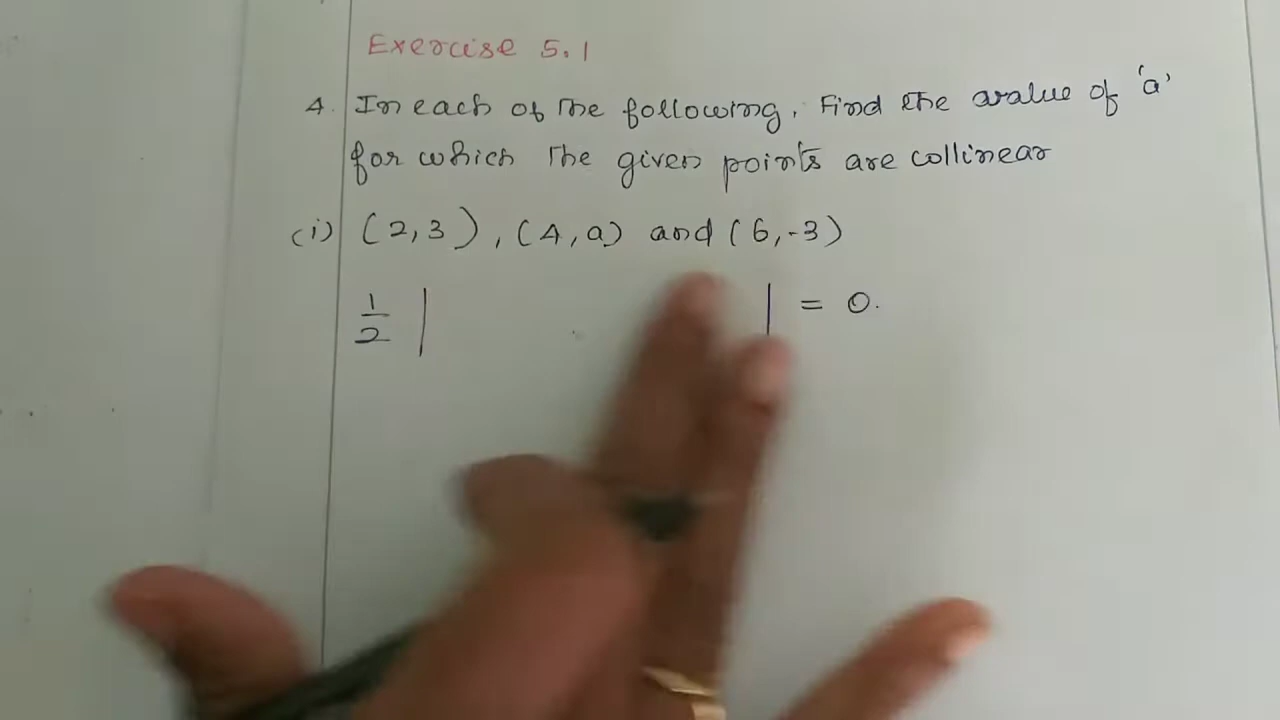 Exercise 5.1
4. In each of the following, Find the value of 'a'
for which the given points are collinear
(i) (2,3), (4,a) and (6,-3)
1/2 | | = 0.